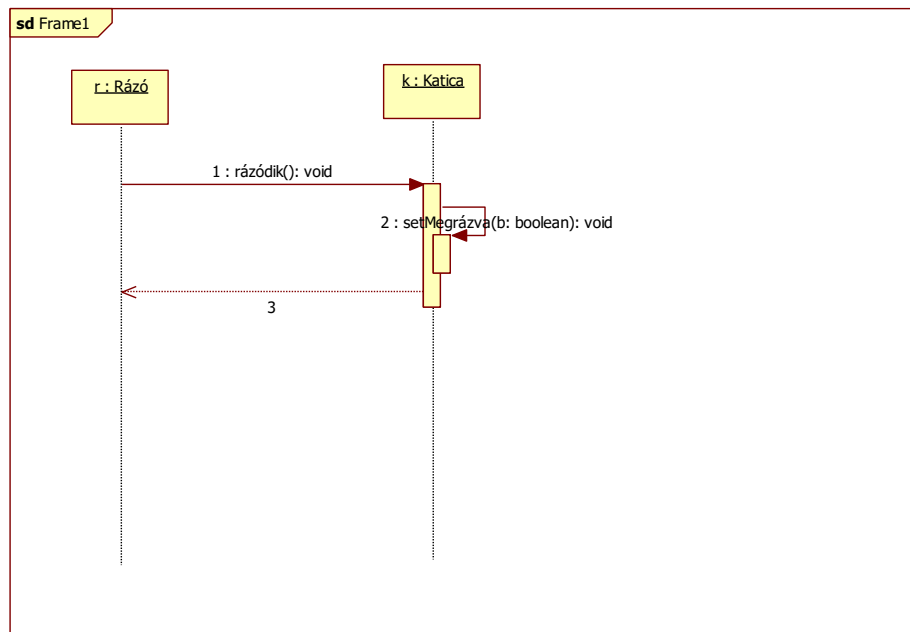 sd Frame1
r : Rázó
k : Katica
1 : rázódik(): void
2 : setMegrázva(b: boolean): void
3